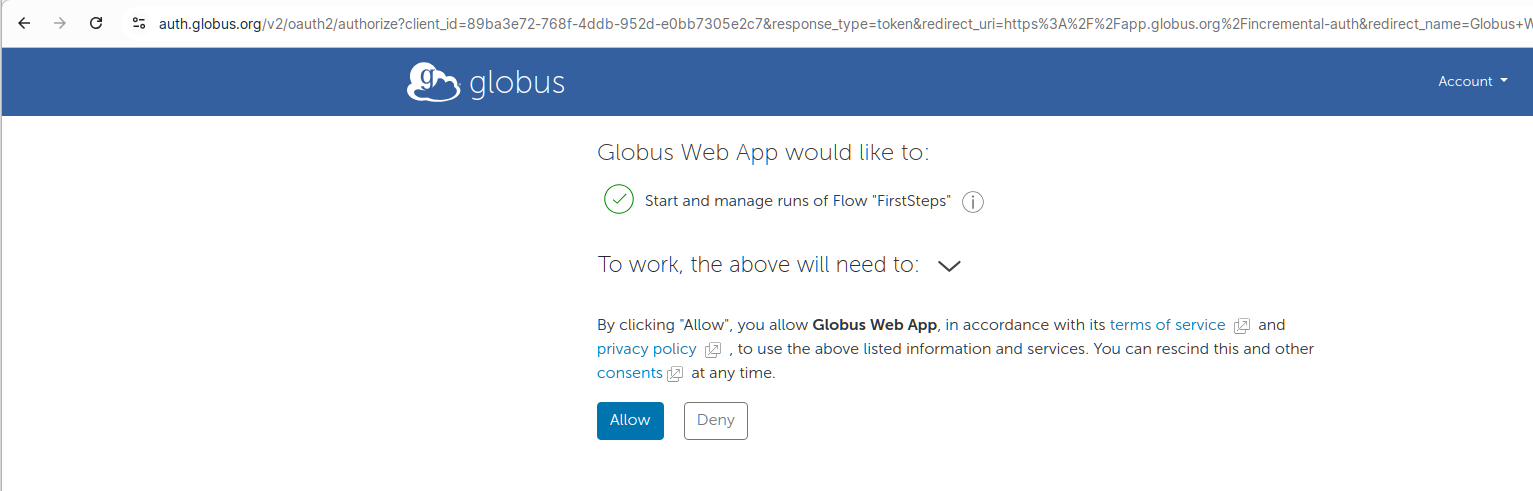 auth.globus.org/v2/oauth2/authorize?client_id=89ba3e72-768f-4ddb-952d-e0bb7305e2c7&response_type=token&redirect_uri=https%3A%2F%2Fapp.globus.org%2Fincremental-auth&redirect_name=Globus+W
g globus
Account
Globus Web App would like to:
Start and manage runs of Flow "FirstSteps" i
To work, the above will need to:
By clicking "Allow", you allow Globus Web App, in accordance with its terms of service and
privacy policy , to use the above listed information and services. You can rescind this and other
consents at any time.
Allow Deny